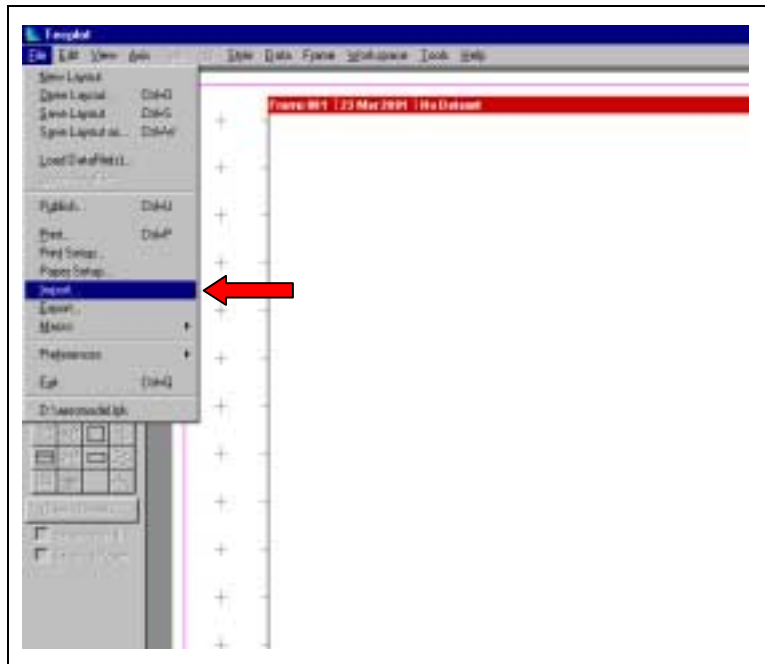 Tecplot
File Edit View Axis Style Data Frame Workspace Tools Help
New Layout
Open Layout... Ctrl+O
Save Layout Ctrl+S
Save Layout as... Ctrl+W
Load DataFile(s)...
Publish... Ctrl+U
Print... Ctrl+P
Print Setup...
Paper Setup...
Import...
Export...
Macro
Preferences
Exit Ctrl+Q
Frame 001 | 23 Mar 2001 | No Dataset